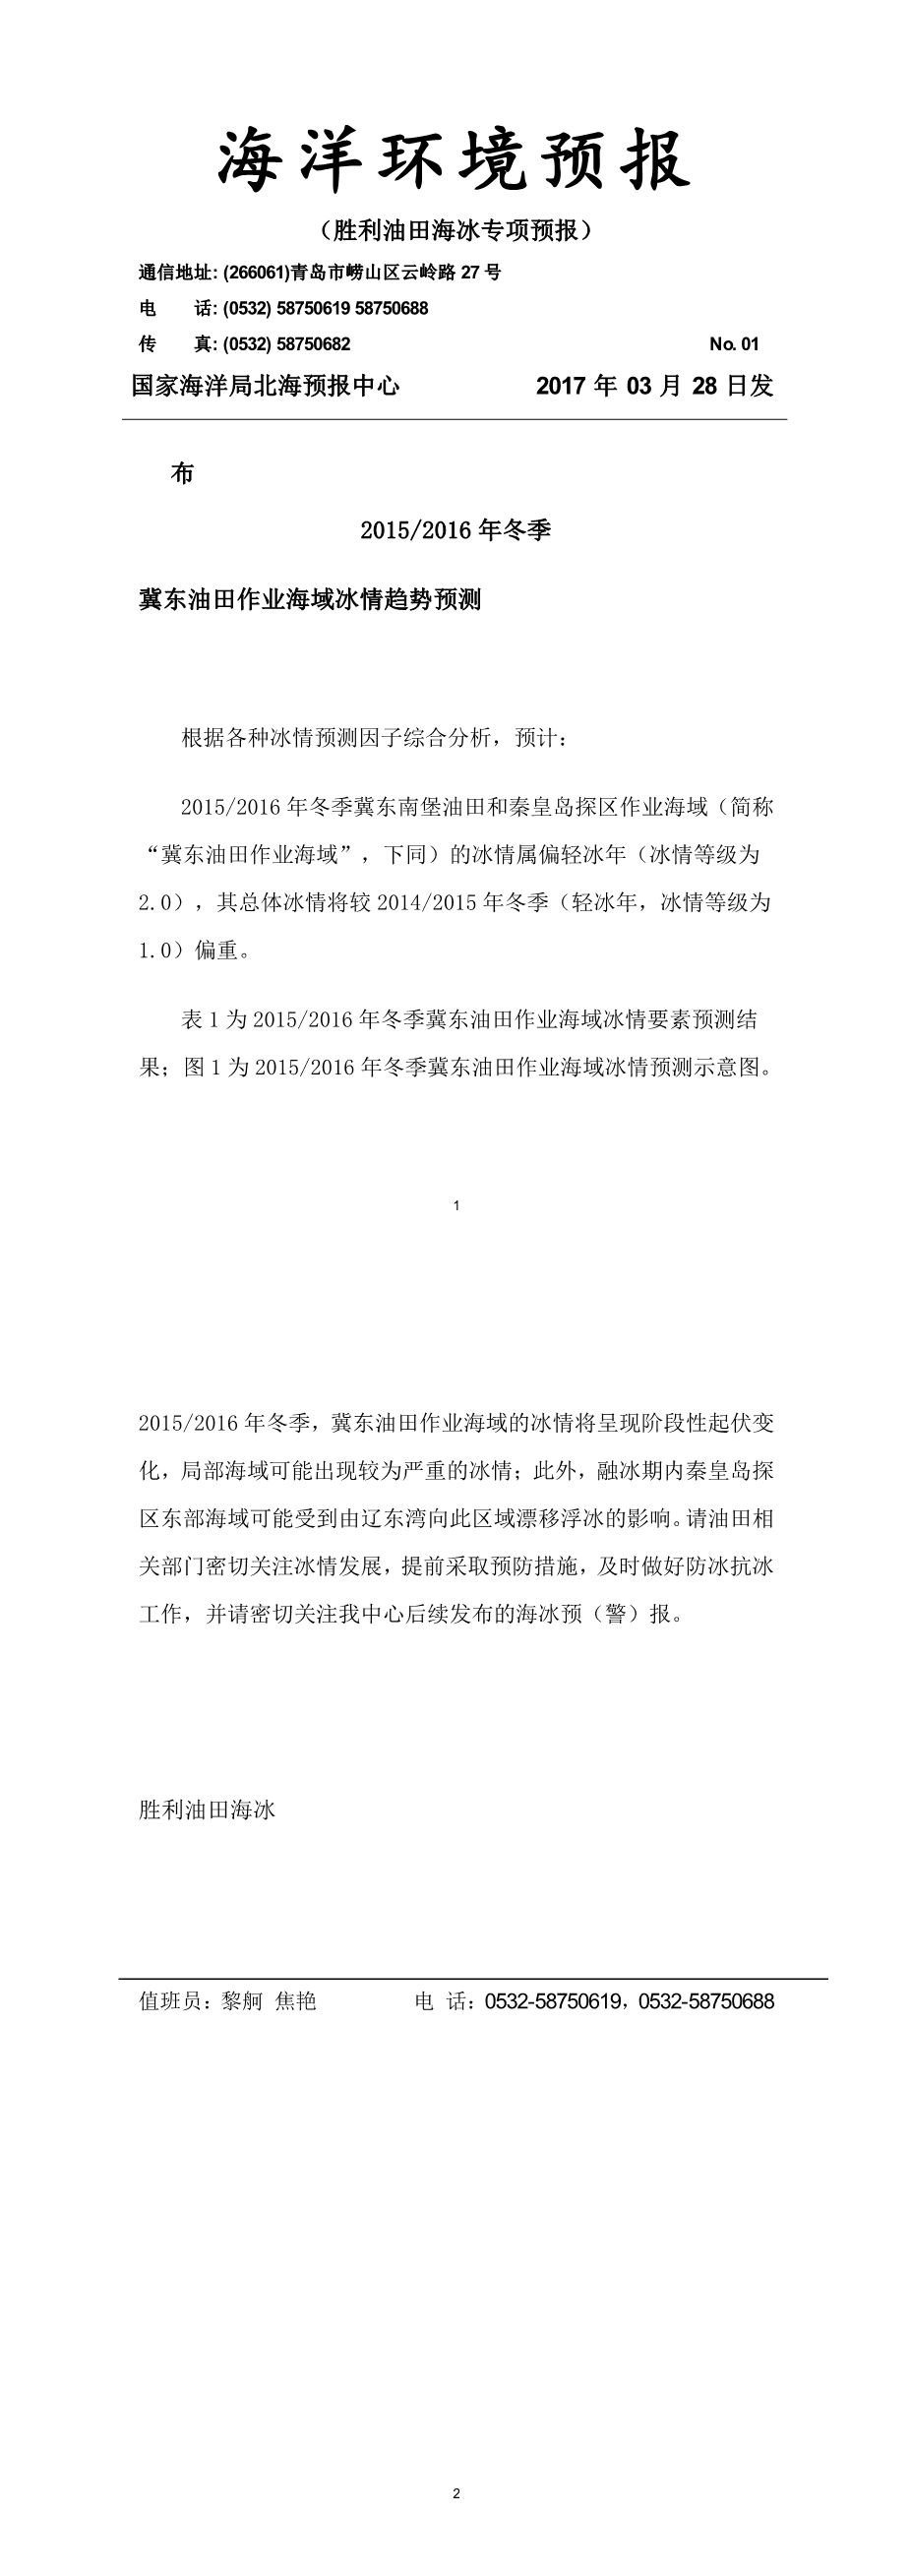 海洋环境预报
（胜利油田海冰专项预报）
通信地址: (266061)青岛市崂山区云岭路 27 号
电　　话: (0532) 58750619 58750688
传　　真: (0532) 58750682　　No. 01
国家海洋局北海预报中心　　2017 年 03 月 28 日发
布
2015/2016 年冬季
冀东油田作业海域冰情趋势预测
根据各种冰情预测因子综合分析，预计：
2015/2016 年冬季冀东南堡油田和秦皇岛探区作业海域（简称
“冀东油田作业海域”，下同）的冰情属偏轻冰年（冰情等级为
2.0），其总体冰情将较 2014/2015 年冬季（轻冰年，冰情等级为
1.0）偏重。
表 1 为 2015/2016 年冬季冀东油田作业海域冰情要素预测结
果；图 1 为 2015/2016 年冬季冀东油田作业海域冰情预测示意图。
1
2015/2016 年冬季，冀东油田作业海域的冰情将呈现阶段性起伏变
化，局部海域可能出现较为严重的冰情；此外，融冰期内秦皇岛探
区东部海域可能受到由辽东湾向此区域漂移浮冰的影响。请油田相
关部门密切关注冰情发展，提前采取预防措施，及时做好防冰抗冰
工作，并请密切关注我中心后续发布的海冰预（警）报。
胜利油田海冰
值班员：黎舸 焦艳　　电 话：0532-58750619，0532-58750688
2